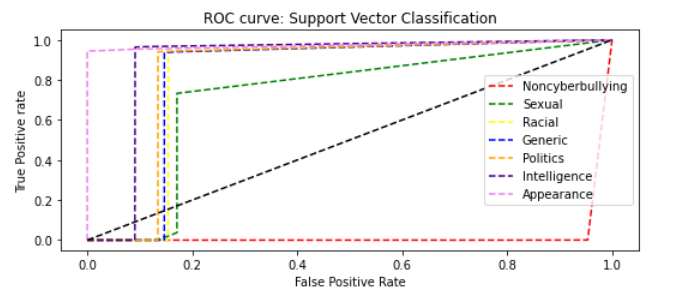 ROC curve: Support Vector Classification
1.0
0.8
0.6
0.4
0.2
0.0
True Positive rate
Noncyberbullying
Sexual
Racial
Generic
Politics
Intelligence
Appearance
0.0 0.2 0.4 0.6 0.8 1.0
False Positive Rate